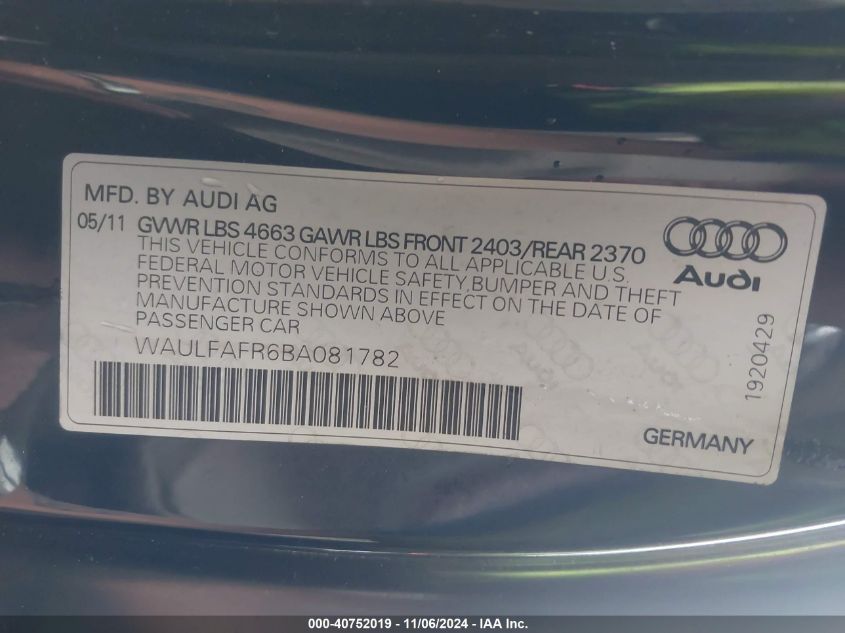 MFD. BY AUDI AG
05/11 GVWR LBS 4663 GAWR LBS FRONT 2403/REAR 2370
THIS VEHICLE CONFORMS TO ALL APPLICABLE U.S.
FEDERAL MOTOR VEHICLE SAFETY,BUMPER AND THEFT
PREVENTION STANDARDS IN EFFECT ON THE DATE OF
MANUFACTURE SHOWN ABOVE
PASSENGER CAR
WAULFAFR6BA081782
Audi
1920429
GERMANY
000-40752019 - 11/06/2024 - IAA Inc.